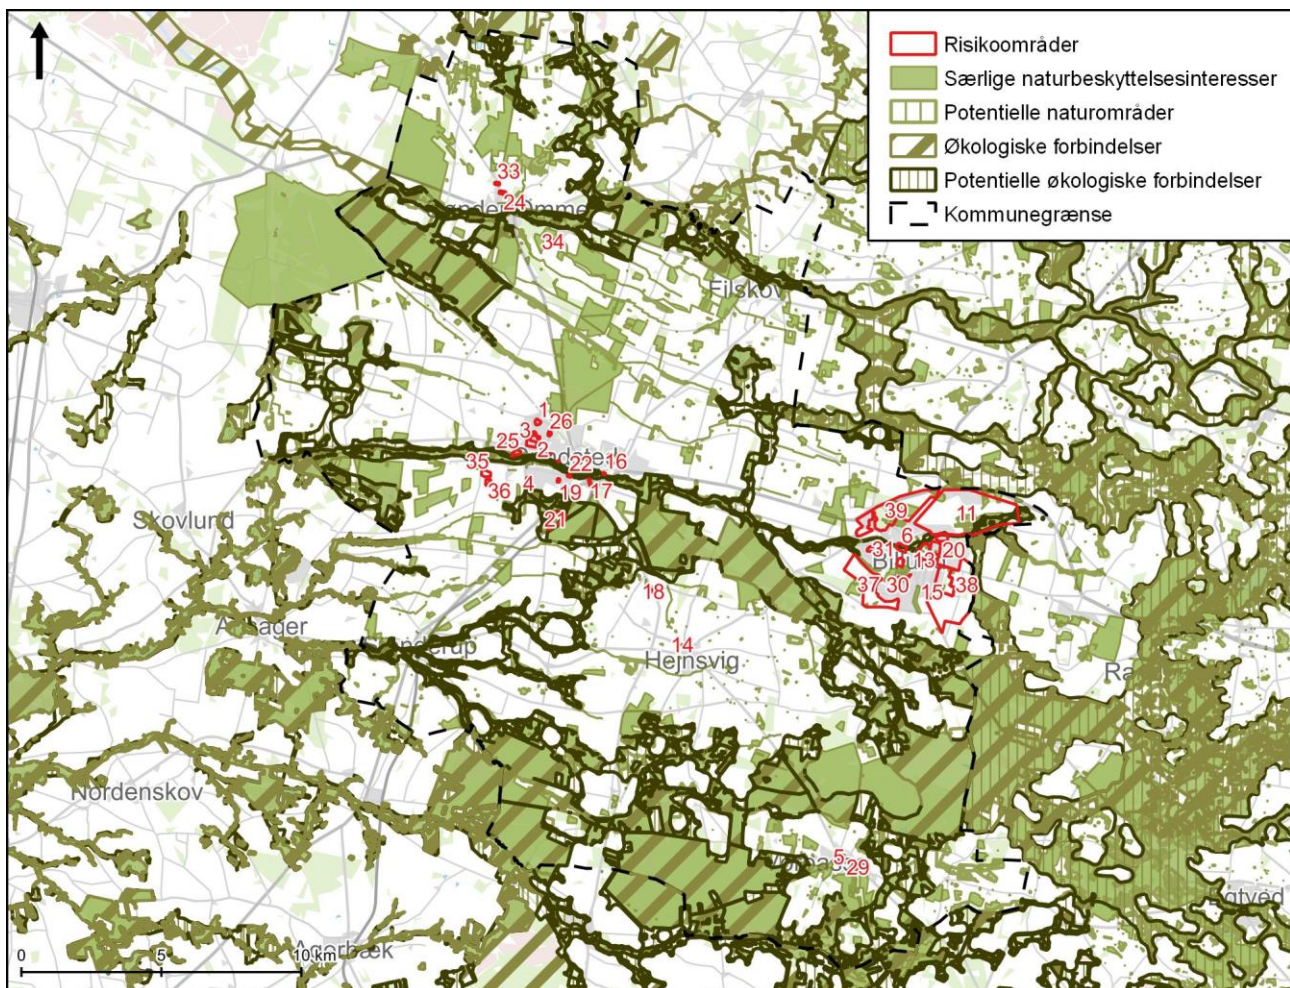 Risikoområder
Særlige naturbeskyttelsesinteresser
Potentielle naturområder
Økologiske forbindelser
Potentielle økologiske forbindelser
Kommunegrænse
33
24
34
Filskov
1
3
26
25
2
35
22
16
36
4
19
17
21
Skovlund
39
11
6
31
13
20
37
30
15
38
18
14
Hejnsvig
Nordenskov
5
29
Agerbæk
0
5
10 km